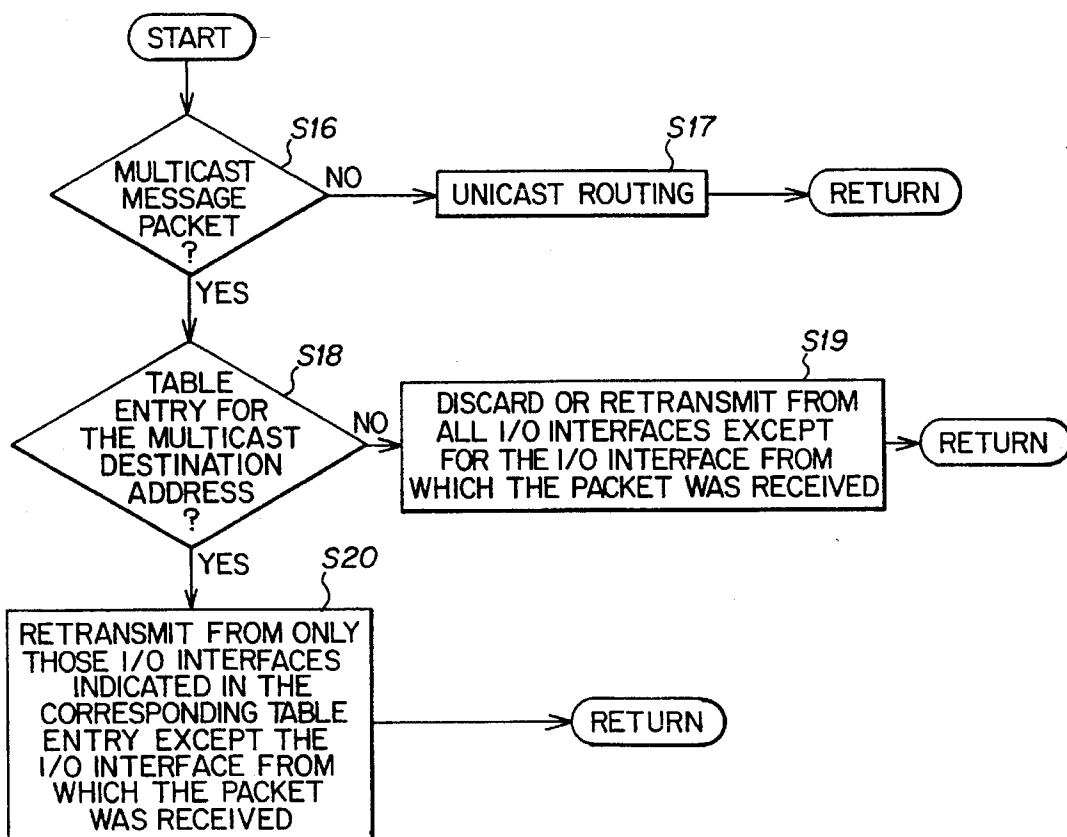 START
S16
MULTICAST
MESSAGE
PACKET
?
NO
S17
UNICAST ROUTING
RETURN
YES
S18
TABLE
ENTRY FOR
THE MULTICAST
DESTINATION
ADDRESS
?
NO
S19
DISCARD OR RETRANSMIT FROM
ALL I/O INTERFACES EXCEPT
FOR THE I/O INTERFACE FROM
WHICH THE PACKET WAS RECEIVED
RETURN
YES
S20
RETRANSMIT FROM ONLY
THOSE I/O INTERFACES
INDICATED IN THE
CORRESPONDING TABLE
ENTRY EXCEPT THE
I/O INTERFACE FROM
WHICH THE PACKET
WAS RECEIVED
RETURN